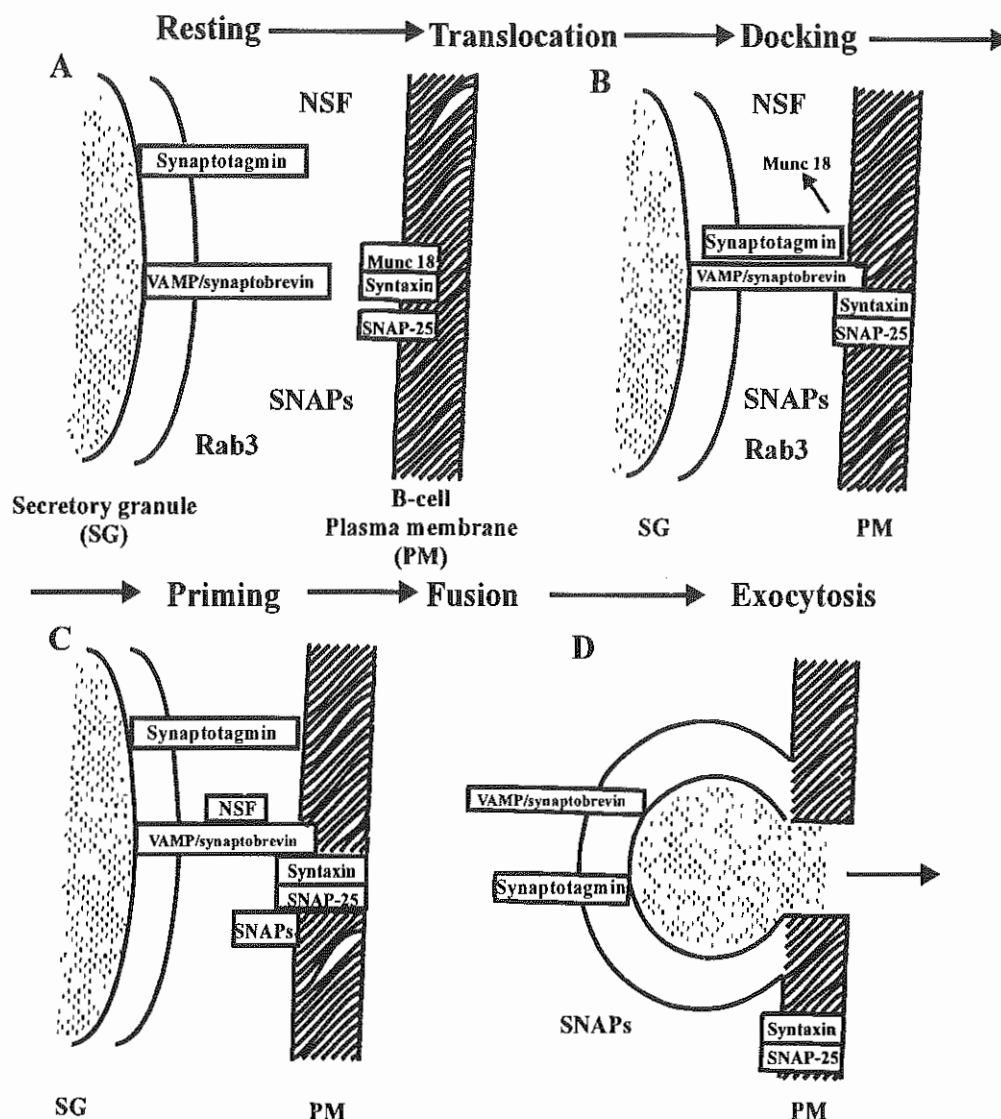 Resting
Translocation
Docking
A
NSF
Synaptotagmin
VAMP/synaptobrevin
Munc 18
Syntaxin
SNAP-25
SNAPs
Rab3
Secretory granule
(SG)
B-cell
Plasma membrane
(PM)
B
NSF
Munc 18
Synaptotagmin
VAMP/synaptobrevin
Syntaxin
SNAP-25
SNAPs
Rab3
SG
PM
Priming
Fusion
Exocytosis
C
Synaptotagmin
NSF
VAMP/synaptobrevin
Syntaxin
SNAP-25
SNAPs
SG
PM
D
VAMP/synaptobrevin
Synaptotagmin
SNAPs
Syntaxin
SNAP-25
PM